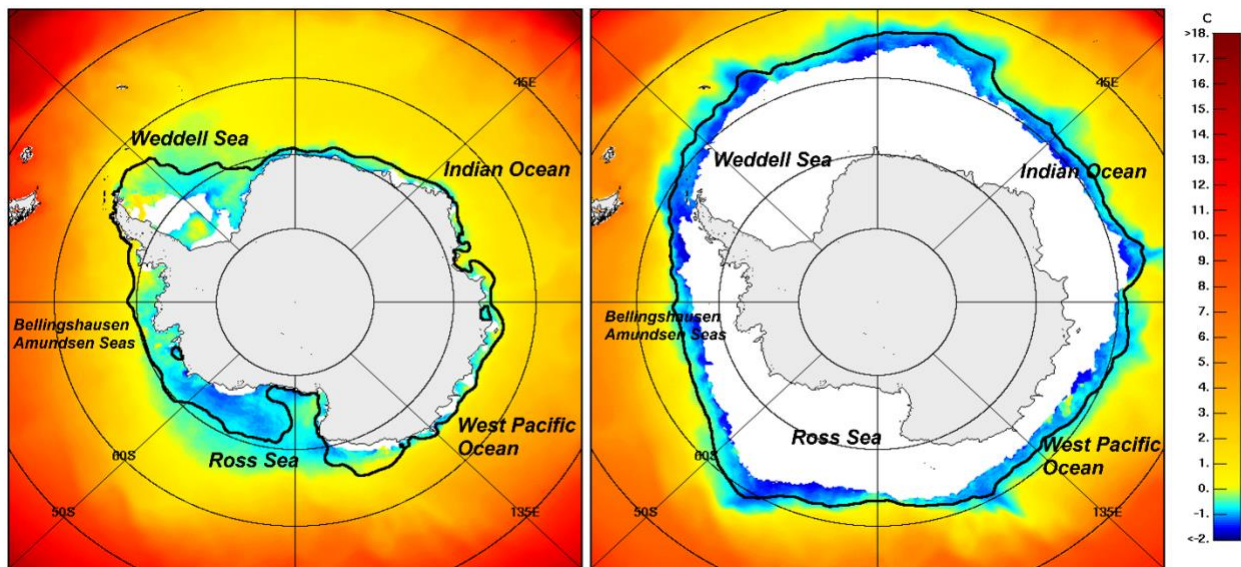 45E
Weddell Sea
Indian Ocean
Bellingshausen
Amundsen Seas
West Pacific
Ocean
Ross Sea
60S
50S
135E
45E
Weddell Sea
Indian Ocean
Bellingshausen
Amundsen Seas
Ross Sea
West Pacific
Ocean
60S
50S
135E
C
>18.
17.
16.
15.
14.
13.
12.
11.
10.
9.
8.
7.
6.
5.
4.
3.
2.
1.
0.
-1.
<-2.